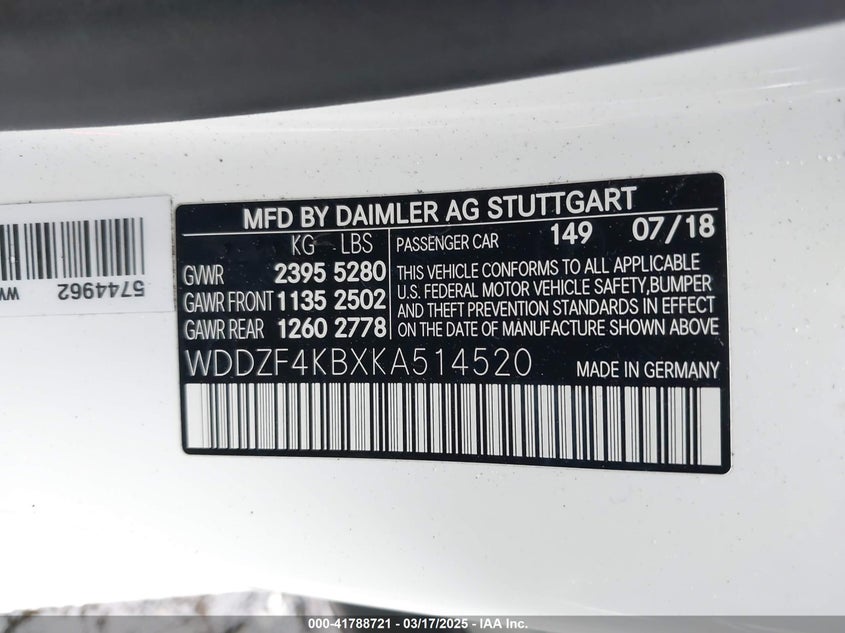 MFD BY DAIMLER AG STUTTGART
KG LBS
GVWR 2395 5280
GAWR FRONT 1135 2502
GAWR REAR 1260 2778
PASSENGER CAR 149 07/18
THIS VEHICLE CONFORMS TO ALL APPLICABLE
U.S. FEDERAL MOTOR VEHICLE SAFETY,BUMPER
AND THEFT PREVENTION STANDARDS IN EFFECT
ON THE DATE OF MANUFACTURE SHOWN ABOVE
WDDZF4KBXKA514520 MADE IN GERMANY
5744962
000-41788721 | 03/17/2025 | IAA Inc.